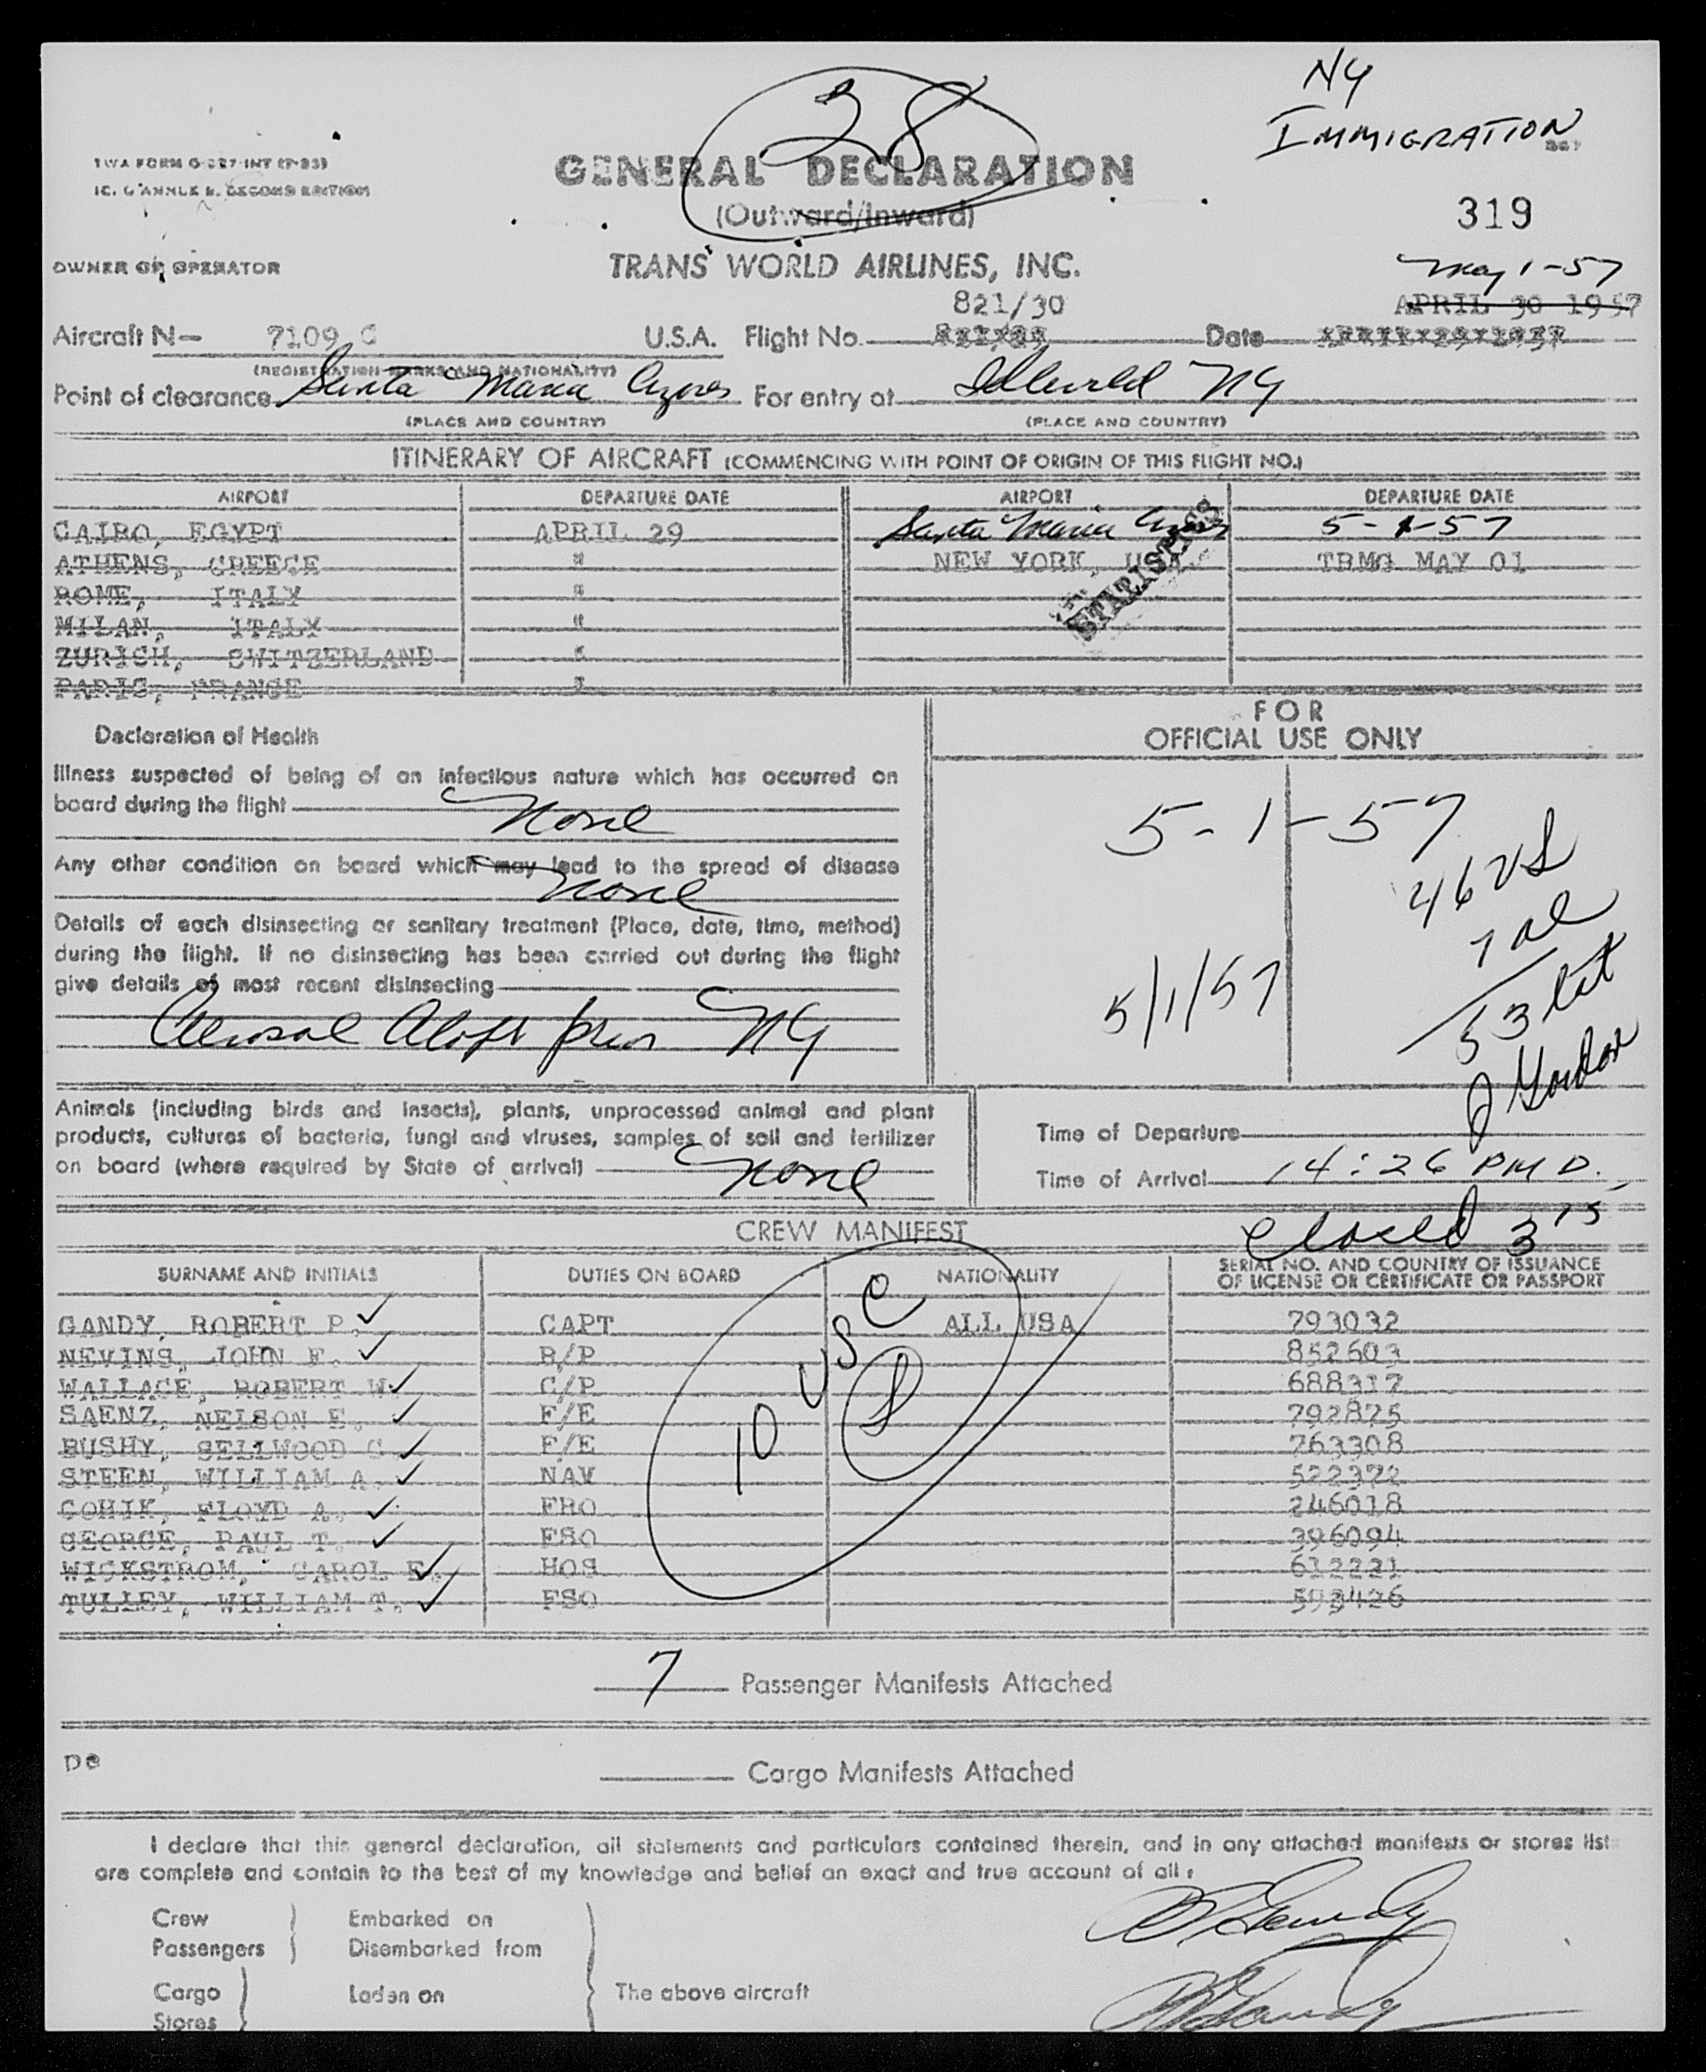 NY
IMMIGRATION
38
TWA FORM
GENERAL DECLARATION
(Outward/Inward)
319
OWNER OR OPERATOR
TRANS WORLD AIRLINES, INC.
May 1-57
821/30
APRIL 30 1957
Aircraft N— 7109 C U.S.A. Flight No. Date
(REGISTRATION MARKS AND NATIONALITY)
Point of clearance Santa Maria Azores For entry at Idlewild NY
(PLACE AND COUNTRY) (PLACE AND COUNTRY)
ITINERARY OF AIRCRAFT (COMMENCING WITH POINT OF ORIGIN OF THIS FLIGHT NO.)
AIRPORT DEPARTURE DATE AIRPORT DEPARTURE DATE
CAIRO, EGYPT APRIL 29 Santa Maria Azores 5-1-57
ATHENS, GREECE " NEW YORK, USA. TRMG MAY 01
ROME, ITALY "
MILAN, ITALY "
STATISTICS
ZURICH, SWITZERLAND "
PARIS, FRANCE "
FOR
OFFICIAL USE ONLY
Declaration of Health
Illness suspected of being of an infectious nature which has occurred on
board during the flight None
5-1-57
Any other condition on board which may lead to the spread of disease
None
46 US
7 al
53 tot
J Gordon
Details of each disinsecting or sanitary treatment (Place, date, time, method)
during the flight. If no disinsecting has been carried out during the flight
give details of most recent disinsecting
5/1/57
Aerosol Aloft prior NY
Animals (including birds and insects), plants, unprocessed animal and plant
products, cultures of bacteria, fungi and viruses, samples of soil and fertilizer
on board (where required by State of arrival) None
Time of Departure
Time of Arrival 14:26 PM D.
Closed 3 15
CREW MANIFEST
SURNAME AND INITIALS DUTIES ON BOARD NATIONALITY SERIAL NO. AND COUNTRY OF ISSUANCE
OF LICENSE OR CERTIFICATE OR PASSPORT
GANDY, ROBERT P. CAPT ALL USA 793032
NEVINS, JOHN F. R/P 852603
WALLACE, ROBERT W. C/P 688317
SAENZ, NELSON E. F/E 792875
BUSHY, SELLWOOD C F/E 763308
STEEN, WILLIAM A. NAV 522372
COHIK, FLOYD A. FRO 246018
GEORGE, PAUL T. FSO 396094
WICKSTROM, CAROL E. HOS 612221
TULLEY, WILLIAM T. FSO 593426
10 USC
7 Passenger Manifests Attached
DC
Cargo Manifests Attached
I declare that this general declaration, all statements and particulars contained therein, and in any attached manifests or stores list
are complete and contain to the best of my knowledge and belief an exact and true account of all:
Crew Embarked on
Passengers Disembarked from
RP Gandy
Cargo Laden on The above aircraft
Stores
RP Gandy